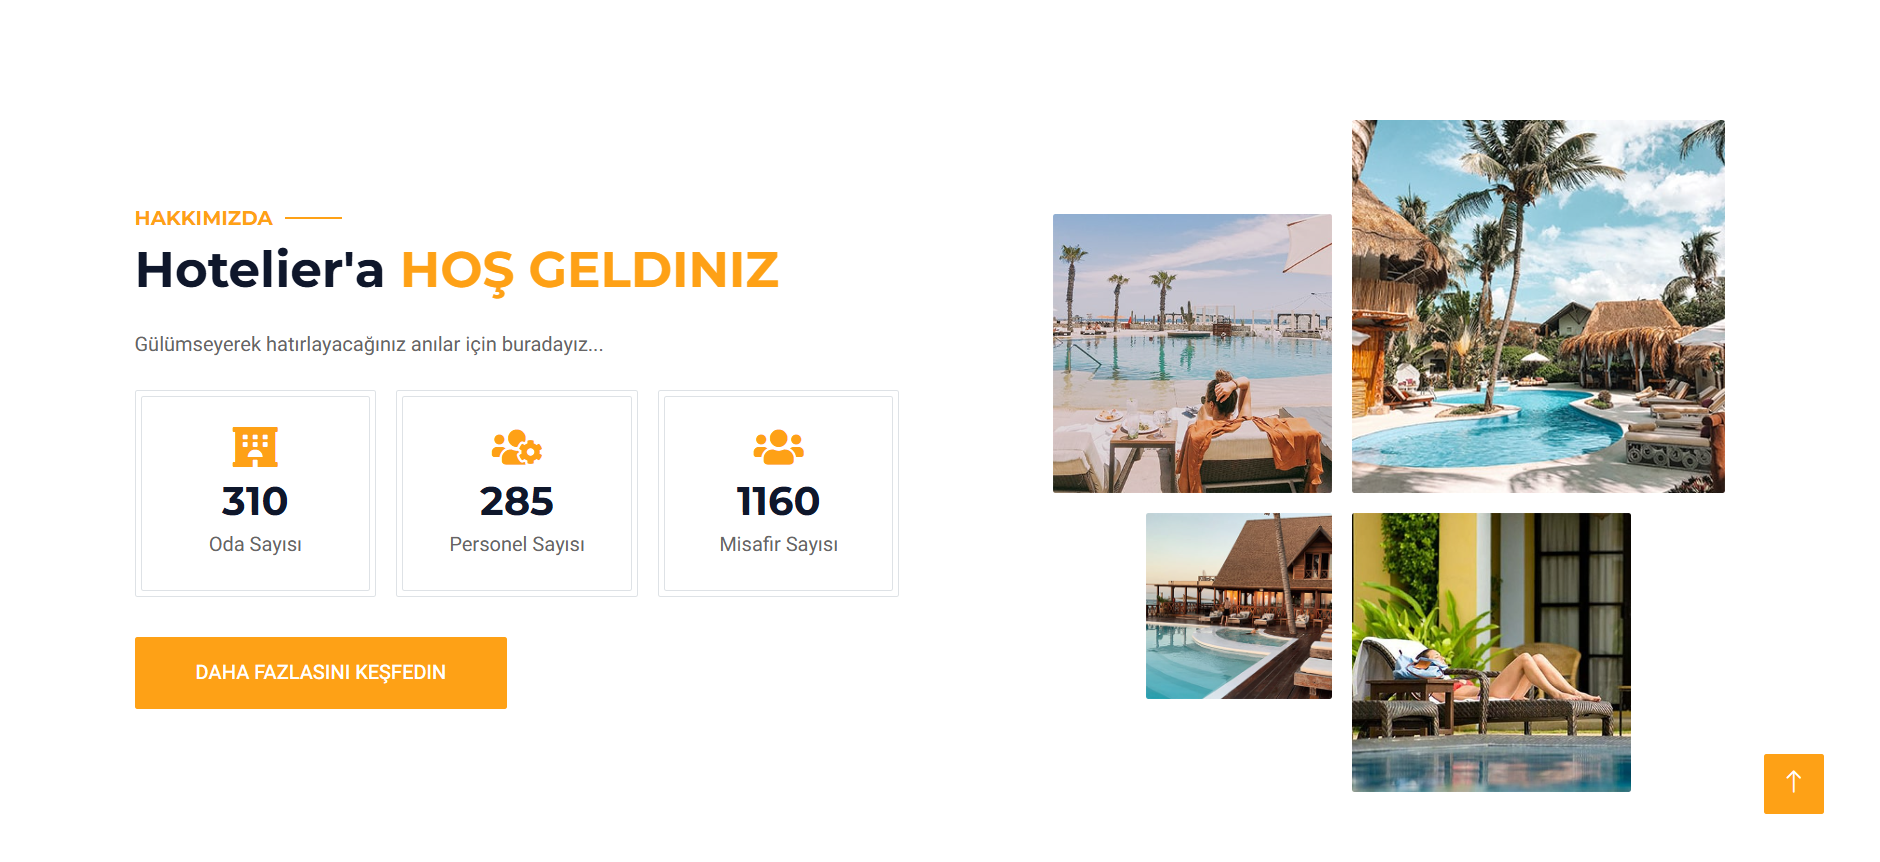 HAKKIMIZDA
Hotelier'a HOŞ GELDINIZ
Gülümseyerek hatırlayacağınız anılar için buradayız...
310
Oda Sayısı
285
Personel Sayısı
1160
Misafir Sayısı
DAHA FAZLASINI KEŞFEDIN